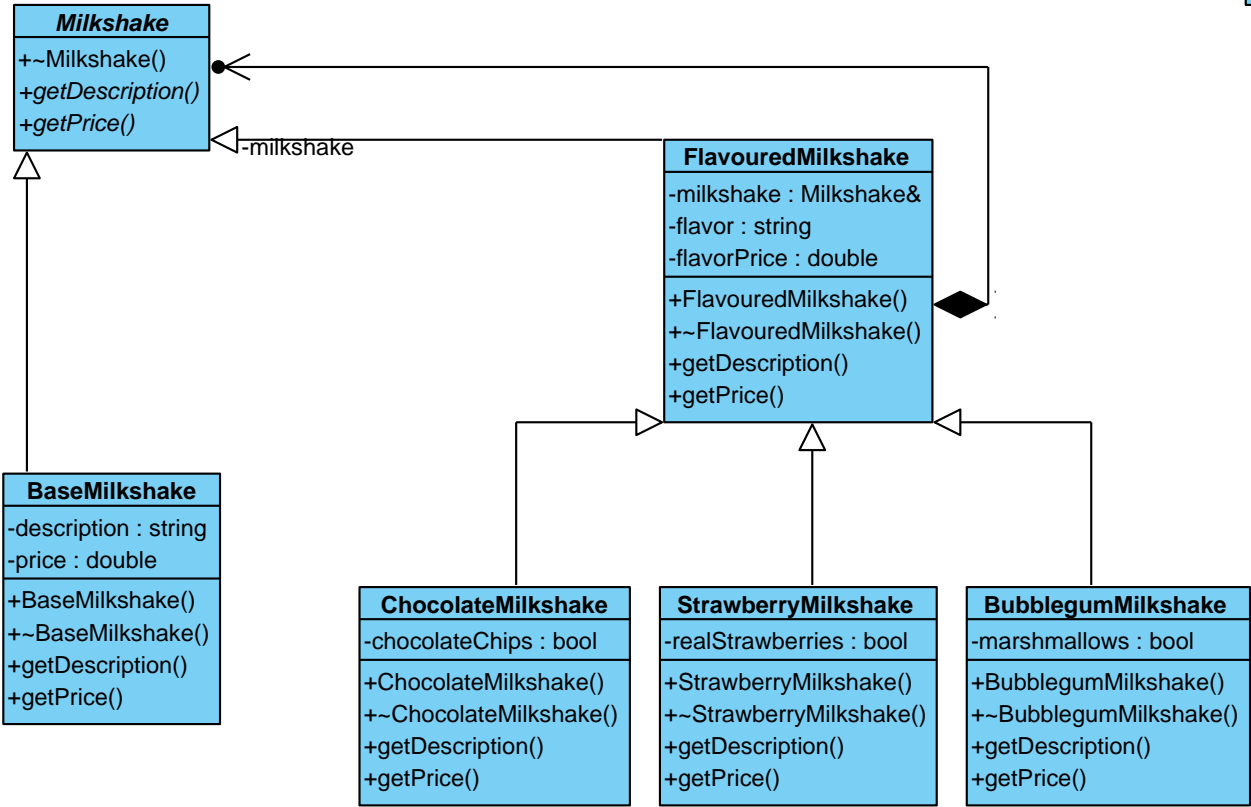 Milkshake
+~Milkshake()
+getDescription()
+getPrice()
-milkshake
FlavouredMilkshake
-milkshake : Milkshake&
-flavor : string
-flavorPrice : double
+FlavouredMilkshake()
+~FlavouredMilkshake()
+getDescription()
+getPrice()
BaseMilkshake
-description : string
-price : double
+BaseMilkshake()
+~BaseMilkshake()
+getDescription()
+getPrice()
ChocolateMilkshake
-chocolateChips : bool
+ChocolateMilkshake()
+~ChocolateMilkshake()
+getDescription()
+getPrice()
StrawberryMilkshake
-realStrawberries : bool
+StrawberryMilkshake()
+~StrawberryMilkshake()
+getDescription()
+getPrice()
BubblegumMilkshake
-marshmallows : bool
+BubblegumMilkshake()
+~BubblegumMilkshake()
+getDescription()
+getPrice()